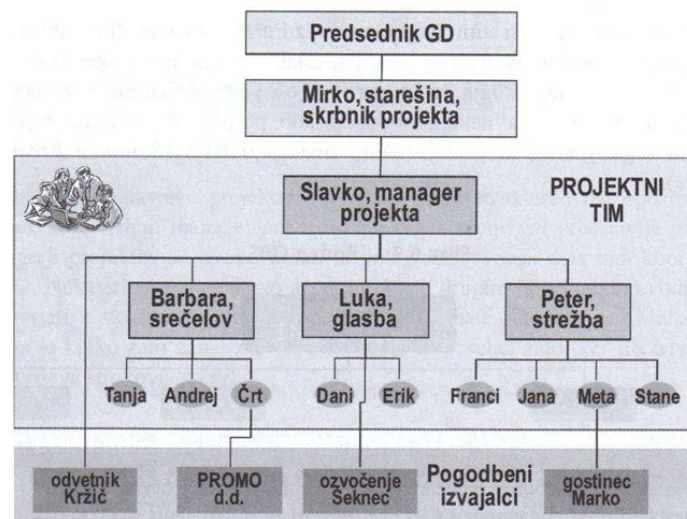 Predsednik GD
Mirko, starešina,
skrbnik projekta
Slavko, manager
projekta
PROJEKTNI
TIM
Barbara,
srečelov
Luka,
glasba
Peter,
strežba
Tanja Andrej Črt Dani Erik Franci Jana Meta Stane
odvetnik
Kržič
PROMO
d.d.
ozvočenje
Šeknec
Pogodbeni
izvajalci
gostinec
Marko